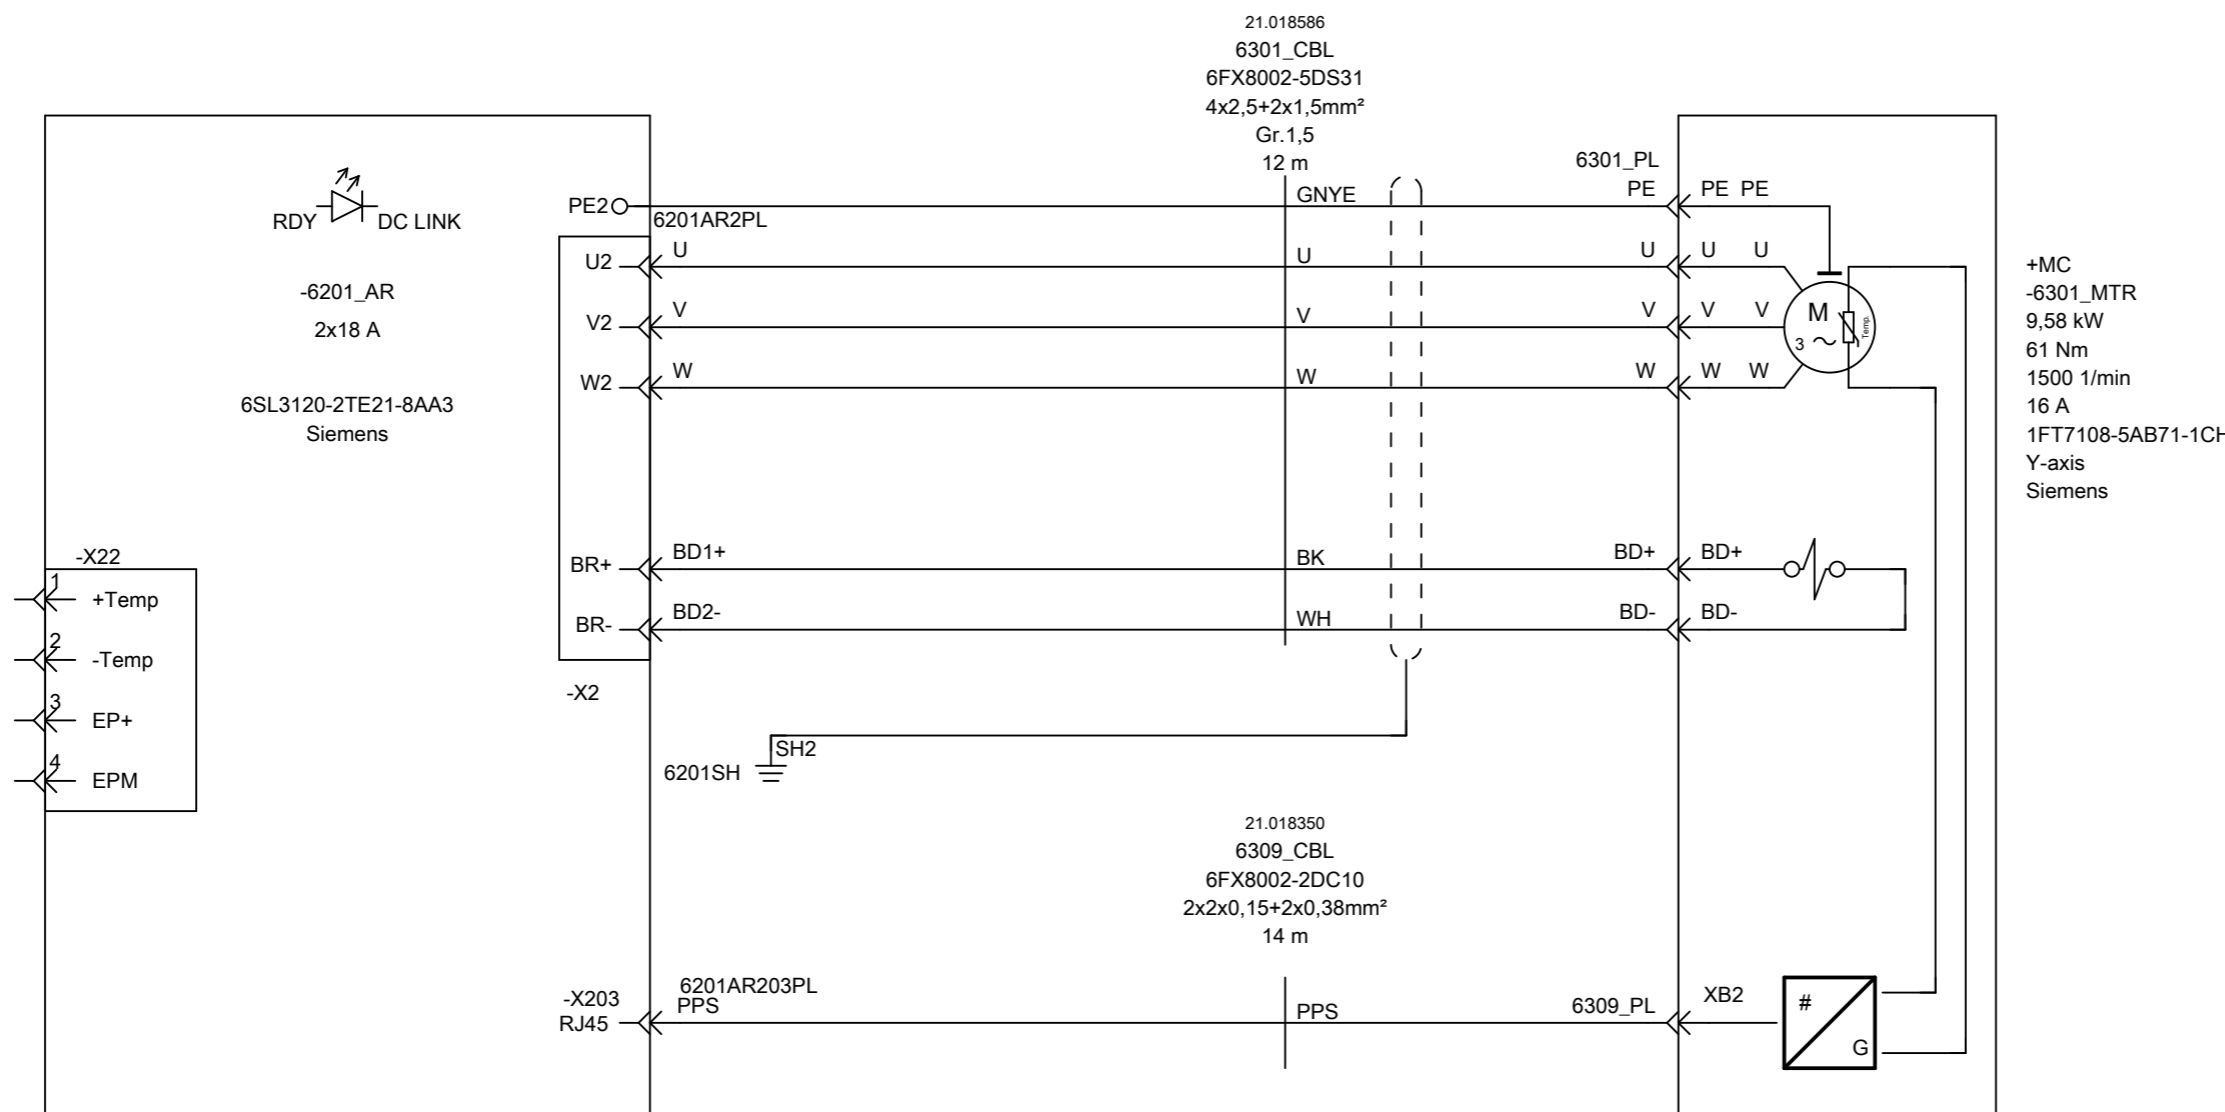 21.018586
6301_CBL
6FX8002-5DS31
4x2,5+2x1,5mm²
Gr.1,5
12 m
6301_PL
RDY DC LINK
PE2 GNYE PE PE PE
6201AR2PL
U2 U U U U U
V2 V V V V V
W2 W W W W W
-6201_AR
2x18 A
6SL3120-2TE21-8AA3
Siemens
M
3
Temp.
+MC
-6301_MTR
9,58 kW
61 Nm
1500 1/min
16 A
1FT7108-5AB71-1CH
Y-axis
Siemens
BR+ BD1+ BK BD+ BD+
BR- BD2- WH BD- BD-
-X2
-X22
1 +Temp
2 -Temp
3 EP+
4 EPM
SH2
6201SH
21.018350
6309_CBL
6FX8002-2DC10
2x2x0,15+2x0,38mm²
14 m
-X203
RJ45
6201AR203PL
PPS PPS 6309_PL XB2
#
G